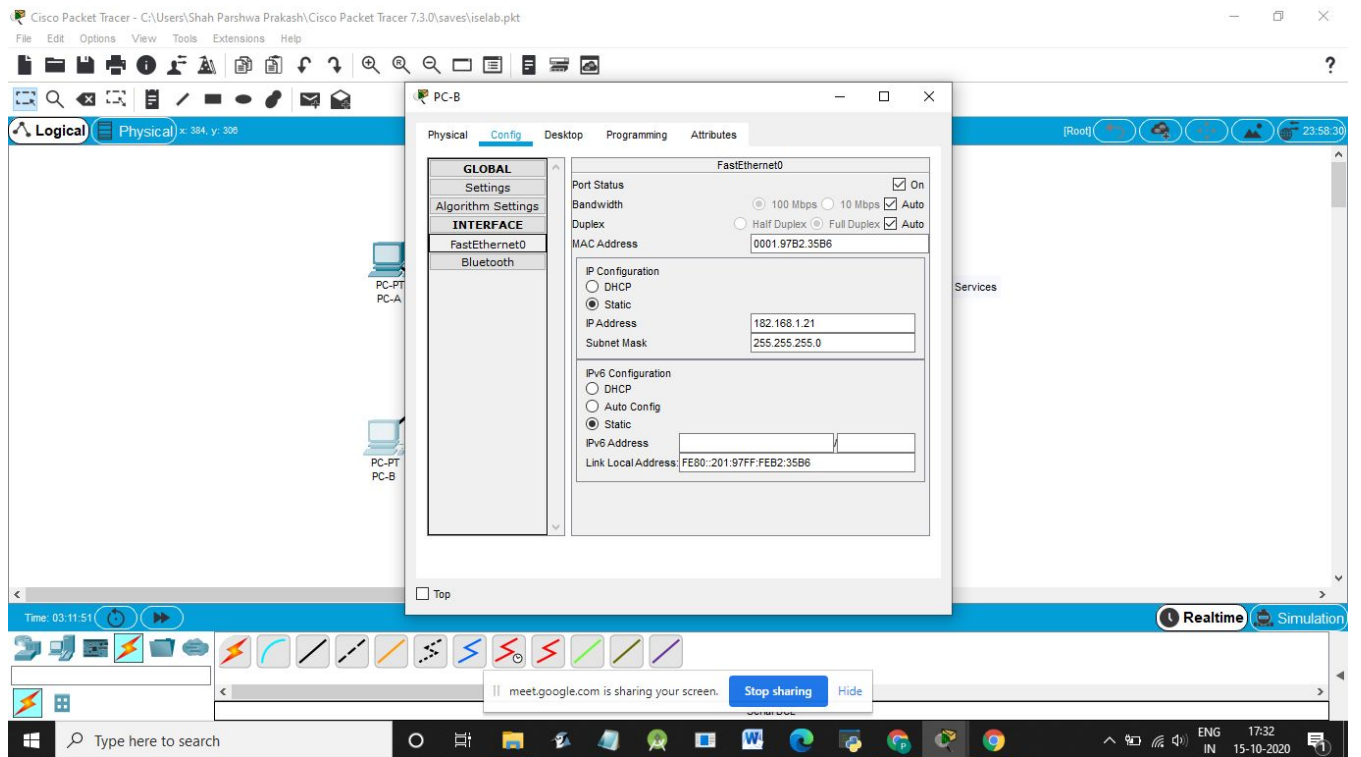 Cisco Packet Tracer - C:\Users\Shah Parshwa Prakash\Cisco Packet Tracer 7.3.0\saves\iselab.pkt
File Edit Options View Tools Extensions Help
?
PC-B
Logical Physical x: 384, y: 306
[Root] 23:58:30
Physical Config Desktop Programming Attributes
GLOBAL
Settings
Algorithm Settings
INTERFACE
FastEthernet0
Bluetooth
FastEthernet0
Port Status On
Bandwidth 100 Mbps 10 Mbps Auto
Duplex Half Duplex Full Duplex Auto
MAC Address 0001.97B2.35B6
IP Configuration
DHCP
Static
IP Address 182.168.1.21
Subnet Mask 255.255.255.0
IPv6 Configuration
DHCP
Auto Config
Static
IPv6 Address /
Link Local Address: FE80::201:97FF:FEB2:35B6
PC-PT
PC-A
Services
PC-PT
PC-B
Top
Time: 03:11:51
Realtime Simulation
meet.google.com is sharing your screen. Stop sharing Hide
Type here to search
ENG
IN
17:32
15-10-2020